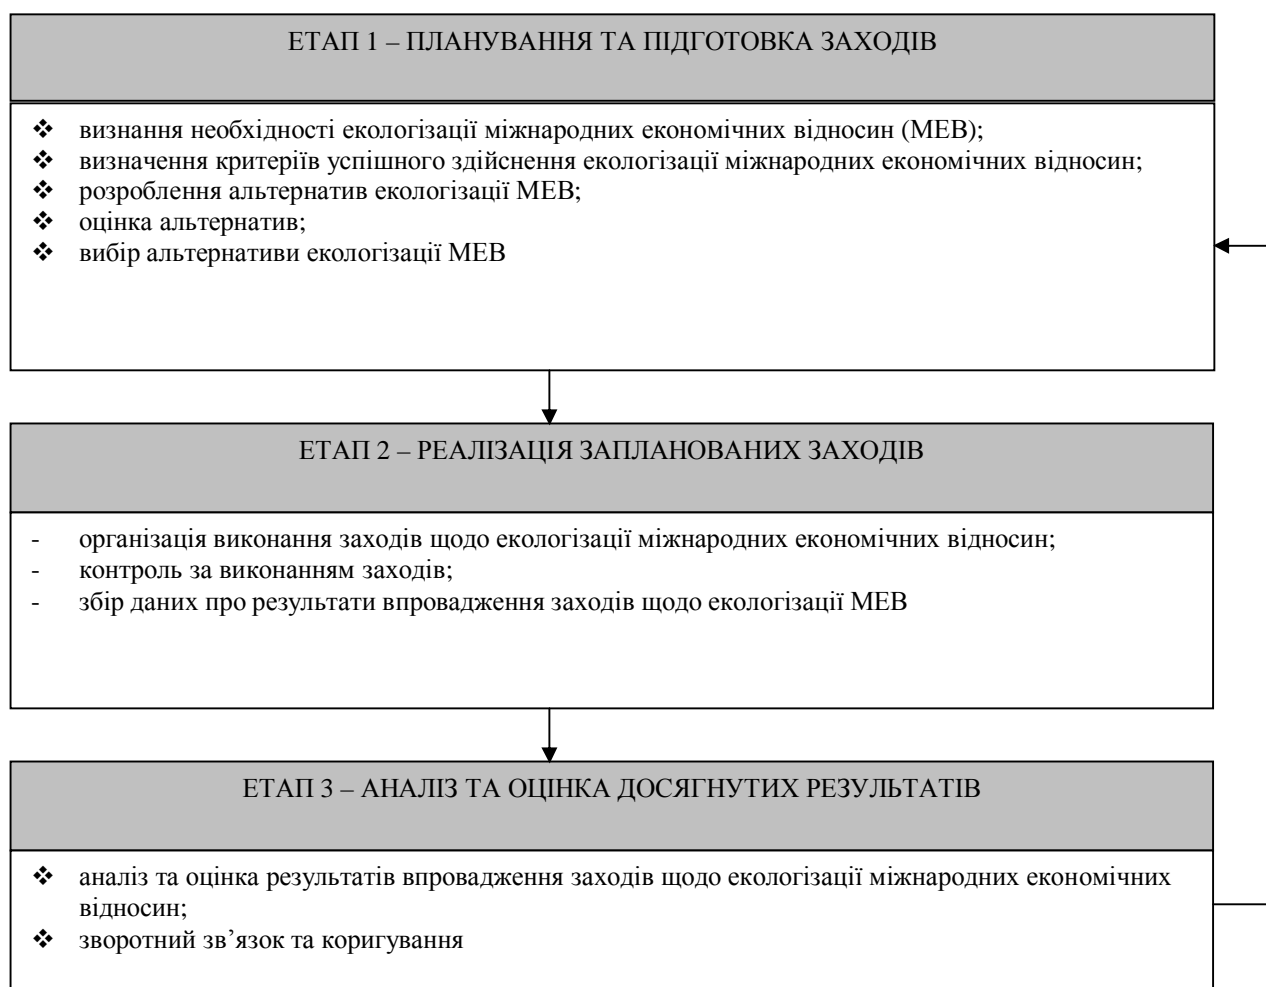 ЕТАП 1 – ПЛАНУВАННЯ ТА ПІДГОТОВКА ЗАХОДІВ
❖ визнання необхідності екологізації міжнародних економічних відносин (МЕВ);
❖ визначення критеріїв успішного здійснення екологізації міжнародних економічних відносин;
❖ розроблення альтернатив екологізації МЕВ;
❖ оцінка альтернатив;
❖ вибір альтернативи екологізації МЕВ
ЕТАП 2 – РЕАЛІЗАЦІЯ ЗАПЛАНОВАНИХ ЗАХОДІВ
- організація виконання заходів щодо екологізації міжнародних економічних відносин;
- контроль за виконанням заходів;
- збір даних про результати впровадження заходів щодо екологізації МЕВ
ЕТАП 3 – АНАЛІЗ ТА ОЦІНКА ДОСЯГНУТИХ РЕЗУЛЬТАТІВ
❖ аналіз та оцінка результатів впровадження заходів щодо екологізації міжнародних економічних
відносин;
❖ зворотний зв’язок та коригування